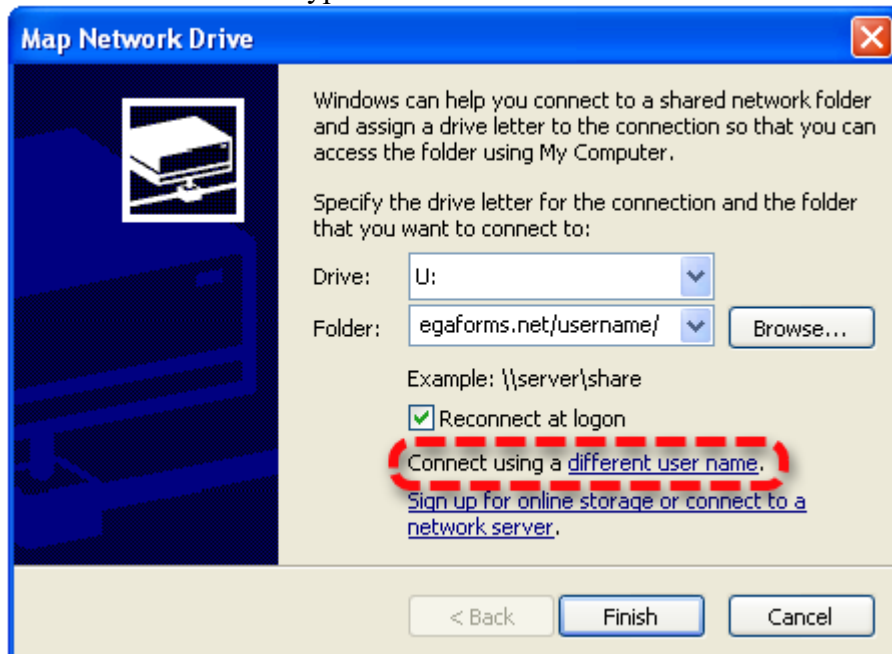 Map Network Drive
Windows can help you connect to a shared network folder
and assign a drive letter to the connection so that you can
access the folder using My Computer.
Specify the drive letter for the connection and the folder
that you want to connect to:
Drive: U:
Folder: egaforms.net/username/ Browse...
Example: \\server\share
Reconnect at logon
Connect using a different user name.
Sign up for online storage or connect to a
network server.
< Back Finish Cancel